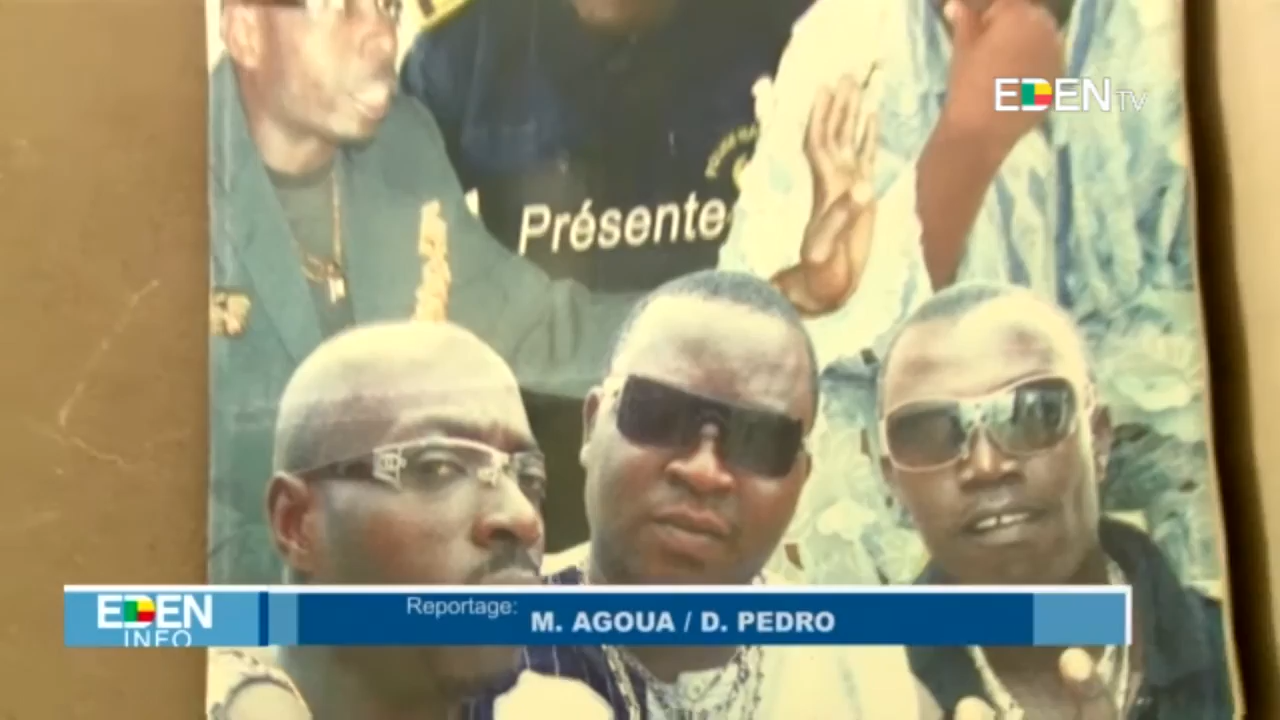 EDEN TV
Présente
Reportage:
M. AGOUA / D. PEDRO
EDEN
INFO